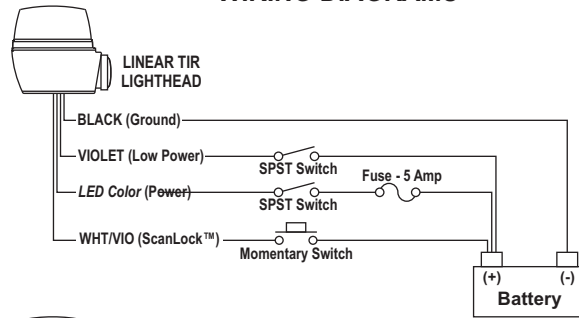 WIRING DIAGRAMS
LINEAR TIR
LIGHTHEAD
BLACK (Ground)
VIOLET (Low Power)
SPST Switch
Fuse - 5 Amp
LED Color (Power)
SPST Switch
WHT/VIO (ScanLock™)
Momentary Switch
(+) (-)
Battery